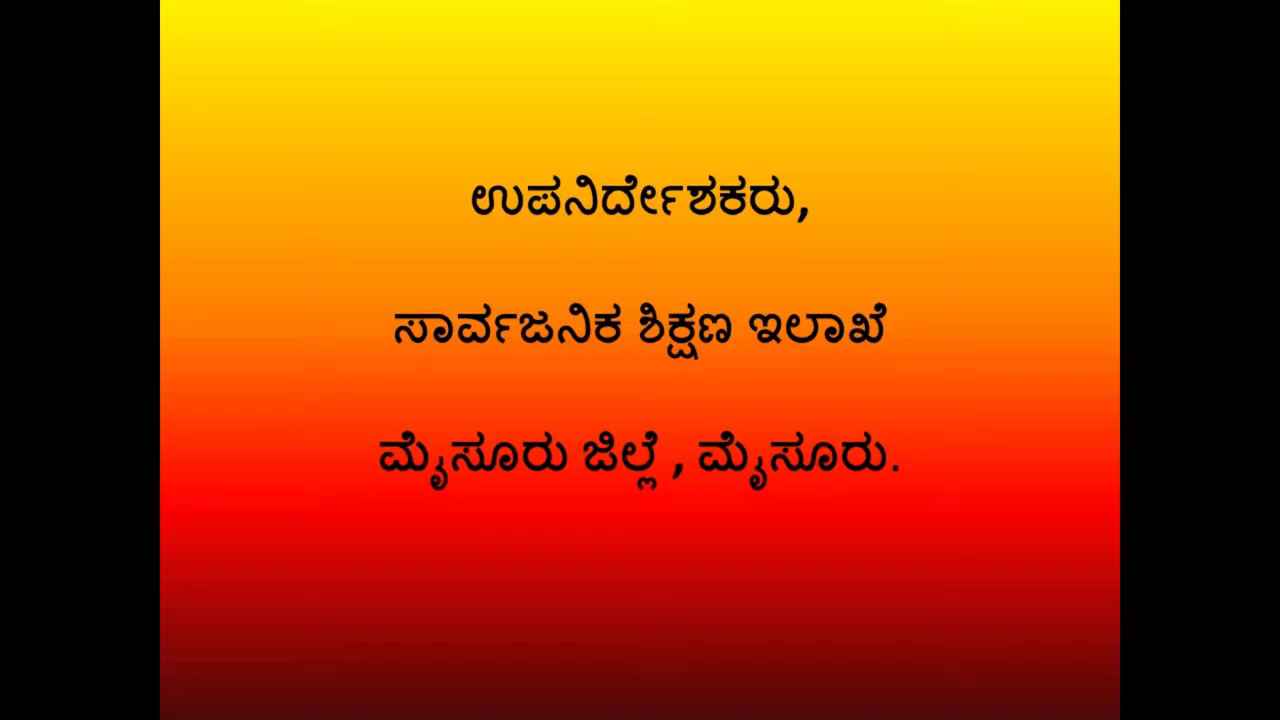 ಉಪನಿರ್ದೇಶಕರು,
ಸಾರ್ವಜನಿಕ ಶಿಕ್ಷಣ ಇಲಾಖೆ
ಮೈಸೂರು ಜಿಲ್ಲೆ , ಮೈಸೂರು.